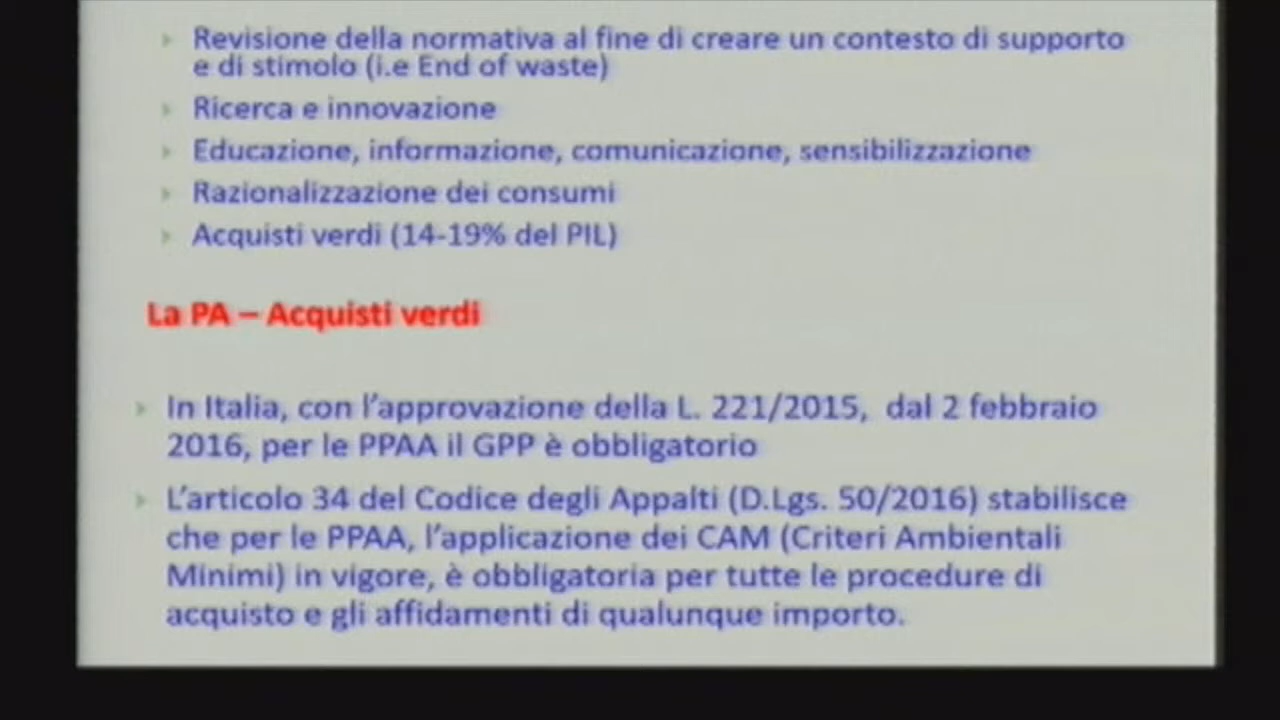 Revisione della normativa al fine di creare un contesto di supporto
e di stimolo (i.e End of waste)
Ricerca e innovazione
Educazione, informazione, comunicazione, sensibilizzazione
Razionalizzazione dei consumi
Acquisti verdi (14-19% del PIL)
La PA – Acquisti verdi
In Italia, con l'approvazione della L. 221/2015, dal 2 febbraio
2016, per le PPAA il GPP è obbligatorio
L'articolo 34 del Codice degli Appalti (D.Lgs. 50/2016) stabilisce
che per le PPAA, l'applicazione dei CAM (Criteri Ambientali
Minimi) in vigore, è obbligatoria per tutte le procedure di
acquisto e gli affidamenti di qualunque importo.